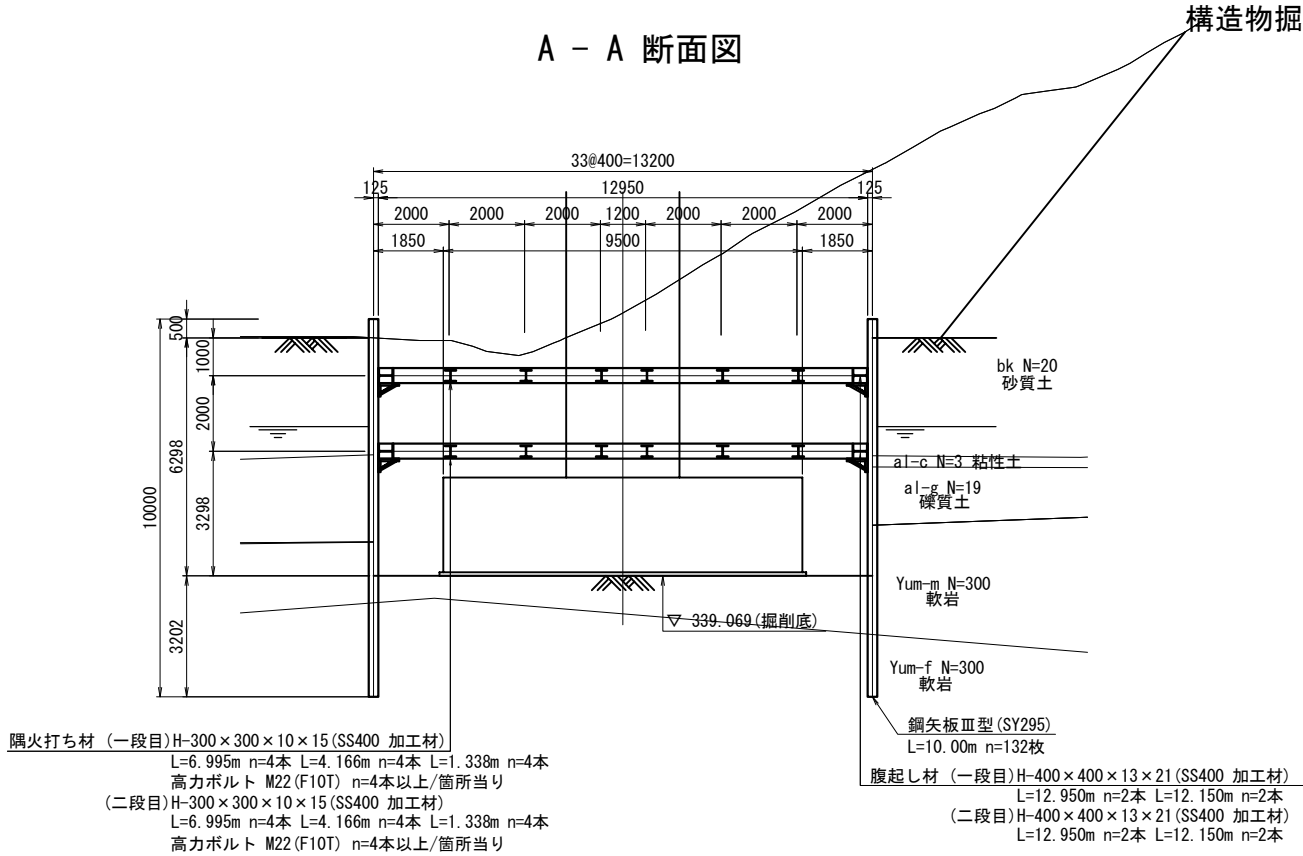 構造物掘
A - A 断面図
33@400=13200
125
12950
125
2000
2000
2000
1200
2000
2000
2000
1850
9500
1850
500
1000
2000
6298
10000
3298
3202
bk N=20
砂質土
al-c N=3 粘性土
al-g N=19
礫質土
Yum-m N=300
軟岩
▽ 339.069(掘削底)
Yum-f N=300
軟岩
鋼矢板Ⅲ型(SY295)
L=10.00m n=132枚
隅火打ち材 (一段目)H-300×300×10×15(SS400 加工材)
L=6.995m n=4本 L=4.166m n=4本 L=1.338m n=4本
高力ボルト M22(F10T) n=4本以上/箇所当り
(二段目)H-300×300×10×15(SS400 加工材)
L=6.995m n=4本 L=4.166m n=4本 L=1.338m n=4本
高力ボルト M22(F10T) n=4本以上/箇所当り
腹起し材 (一段目)H-400×400×13×21(SS400 加工材)
L=12.950m n=2本 L=12.150m n=2本
(二段目)H-400×400×13×21(SS400 加工材)
L=12.950m n=2本 L=12.150m n=2本